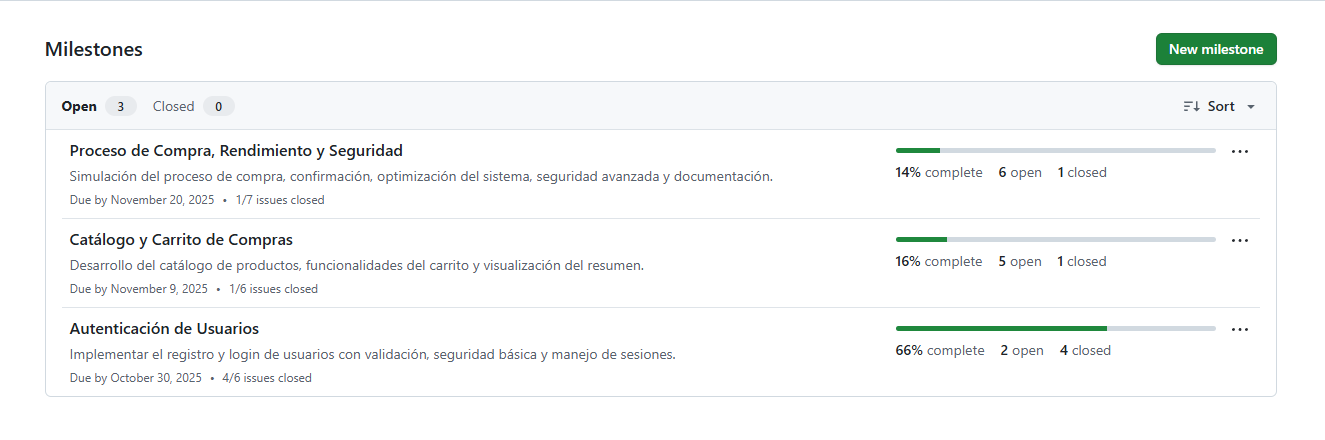 Milestones
New milestone
Open 3 Closed 0
Sort
Proceso de Compra, Rendimiento y Seguridad
Simulación del proceso de compra, confirmación, optimización del sistema, seguridad avanzada y documentación.
Due by November 20, 2025 • 1/7 issues closed
14% complete 6 open 1 closed
Catálogo y Carrito de Compras
Desarrollo del catálogo de productos, funcionalidades del carrito y visualización del resumen.
Due by November 9, 2025 • 1/6 issues closed
16% complete 5 open 1 closed
Autenticación de Usuarios
Implementar el registro y login de usuarios con validación, seguridad básica y manejo de sesiones.
Due by October 30, 2025 • 4/6 issues closed
66% complete 2 open 4 closed